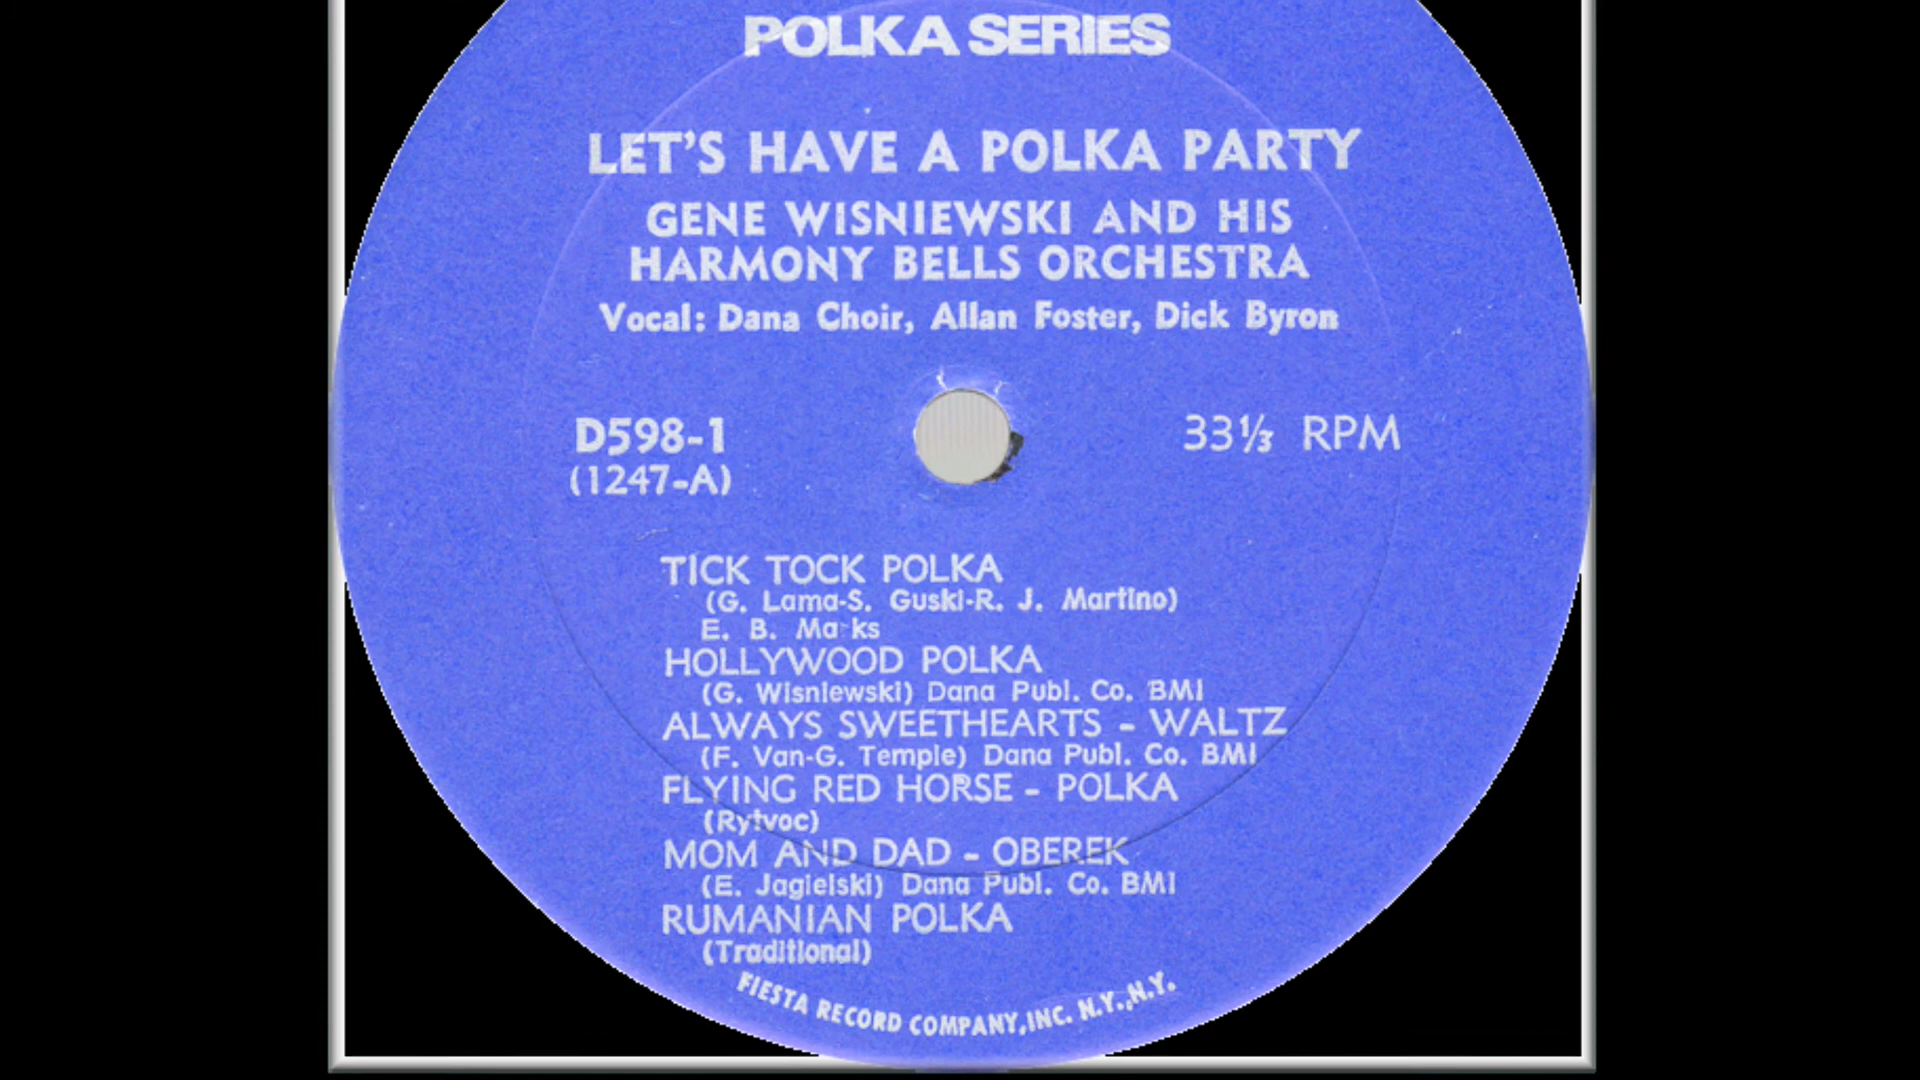 POLKA SERIES
LET'S HAVE A POLKA PARTY
GENE WISNIEWSKI AND HIS
HARMONY BELLS ORCHESTRA
Vocal: Dana Choir, Allan Foster, Dick Byron
D598-1
33⅓ RPM
(1247-A)
TICK TOCK POLKA
(G. Lama-S. Guski-R. J. Martino)
E. B. Marks
HOLLYWOOD POLKA
(G. Wisniewski) Dana Publ. Co. BMI
ALWAYS SWEETHEARTS - WALTZ
(F. Van-G. Temple) Dana Publ. Co. BMI
FLYING RED HORSE - POLKA
(Rytvoc)
MOM AND DAD - OBEREK
(E. Jagielski) Dana Publ. Co. BMI
RUMANIAN POLKA
(Traditional)
FIESTA RECORD COMPANY, INC. N.Y., N.Y.